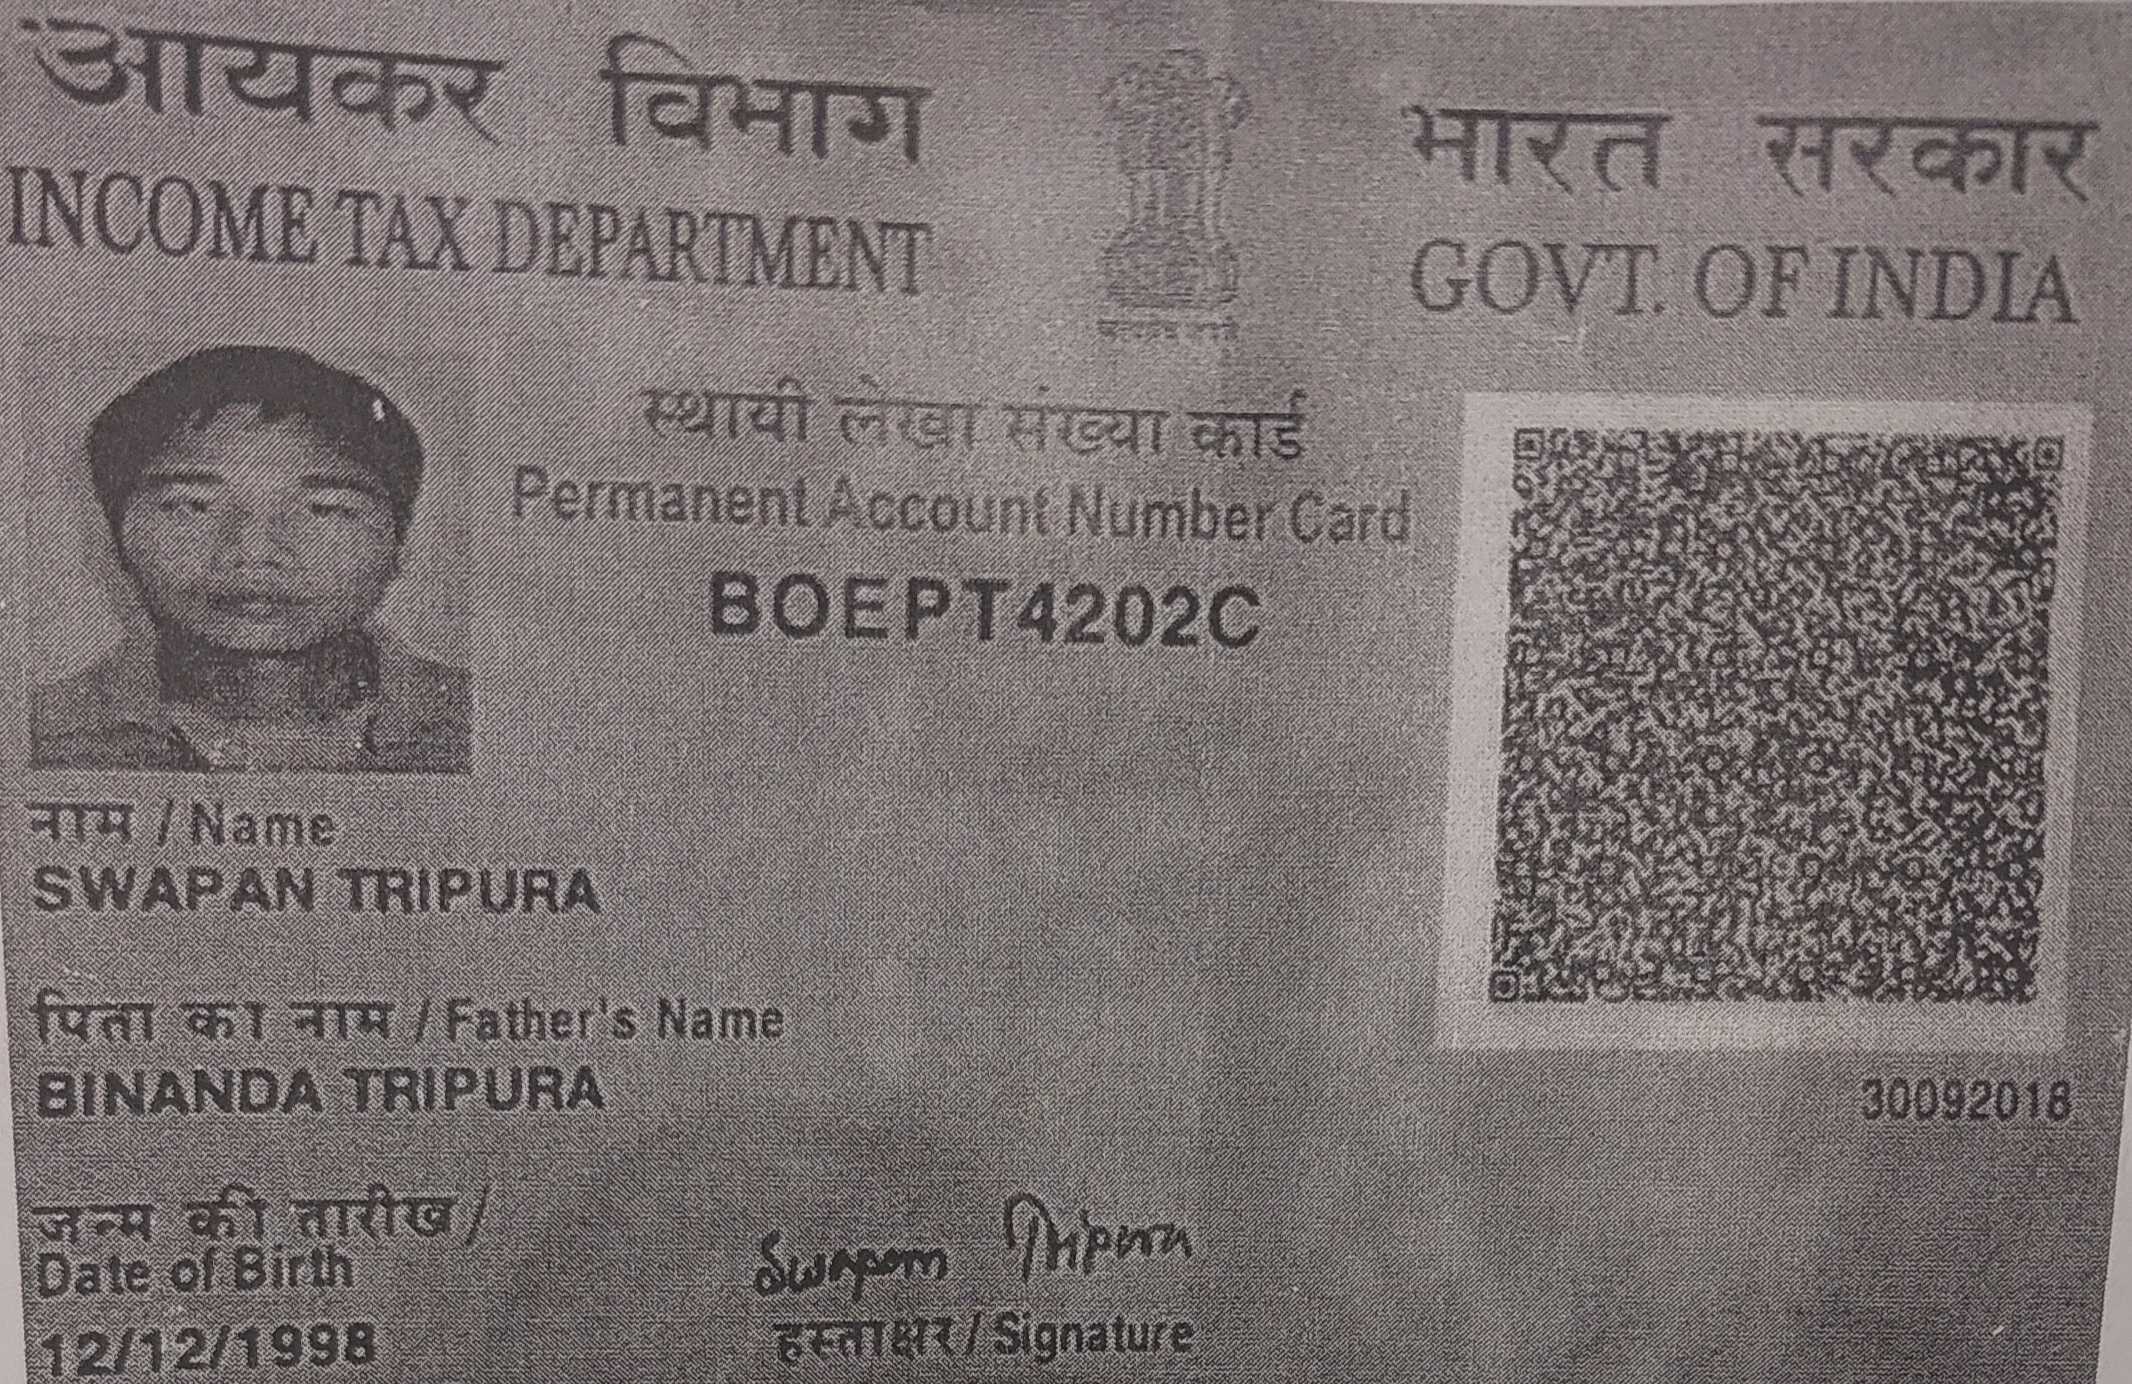 आयकर विभाग
INCOME TAX DEPARTMENT
भारत सरकार
GOVT. OF INDIA
स्थायी लेखा संख्या कार्ड
Permanent Account Number Card
BOEPT4202C
नाम / Name
SWAPAN TRIPURA
पिता का नाम / Father's Name
BINANDA TRIPURA
30092018
जन्म की तारीख /
Date of Birth
12/12/1998
Swapan Tripura
हस्ताक्षर / Signature